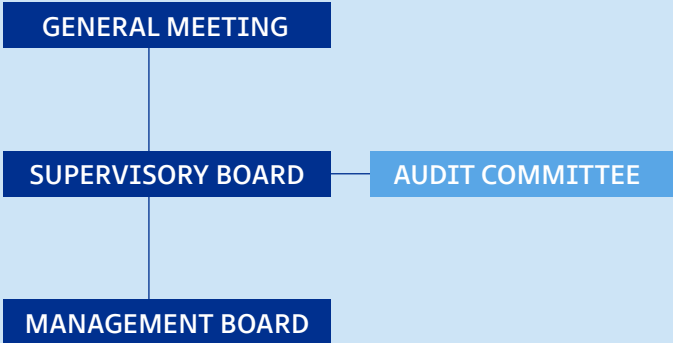 GENERAL MEETING
SUPERVISORY BOARD
AUDIT COMMITTEE
MANAGEMENT BOARD